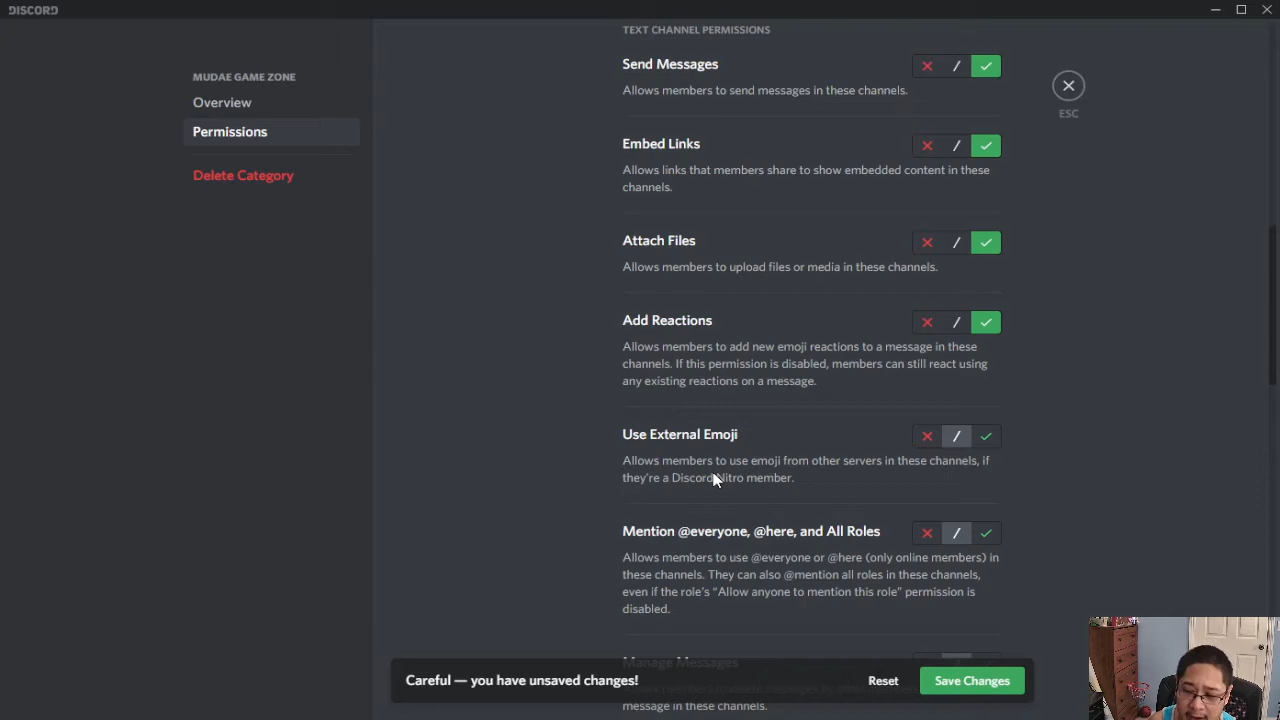 DISCORD
MUDAE GAME ZONE
Overview
Permissions
Delete Category
TEXT CHANNEL PERMISSIONS
Send Messages
Allows members to send messages in these channels.
Embed Links
Allows links that members share to show embedded content in these
channels.
Attach Files
Allows members to upload files or media in these channels.
Add Reactions
Allows members to add new emoji reactions to a message in these
channels. If this permission is disabled, members can still react using
any existing reactions on a message.
Use External Emoji
Allows members to use emoji from other servers in these channels, if
they're a Discord Nitro member.
Mention @everyone, @here, and All Roles
Allows members to use @everyone or @here (only online members) in
these channels. They can also @mention all roles in these channels,
even if the role's “Allow anyone to mention this role” permission is
disabled.
Manage Messages
message in these channels.
ESC
Careful — you have unsaved changes!
Reset
Save Changes